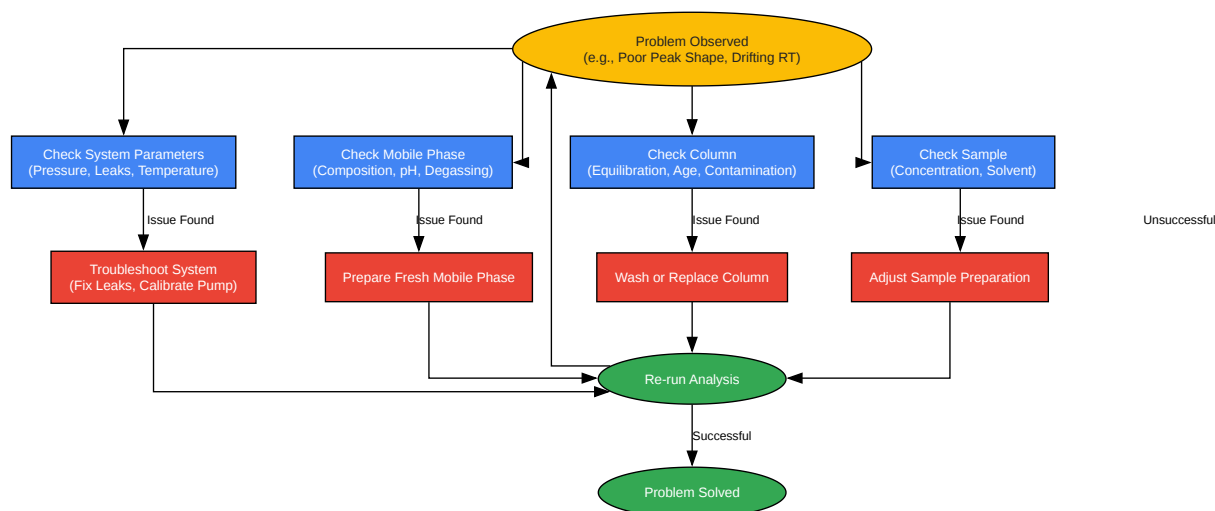 Problem Observed
(e.g., Poor Peak Shape, Drifting RT)
Check System Parameters
(Pressure, Leaks, Temperature)
Check Mobile Phase
(Composition, pH, Degassing)
Check Column
(Equilibration, Age, Contamination)
Check Sample
(Concentration, Solvent)
Issue Found
Issue Found
Issue Found
Issue Found
Unsuccessful
Troubleshoot System
(Fix Leaks, Calibrate Pump)
Prepare Fresh Mobile Phase
Wash or Replace Column
Adjust Sample Preparation
Re-run Analysis
Successful
Problem Solved